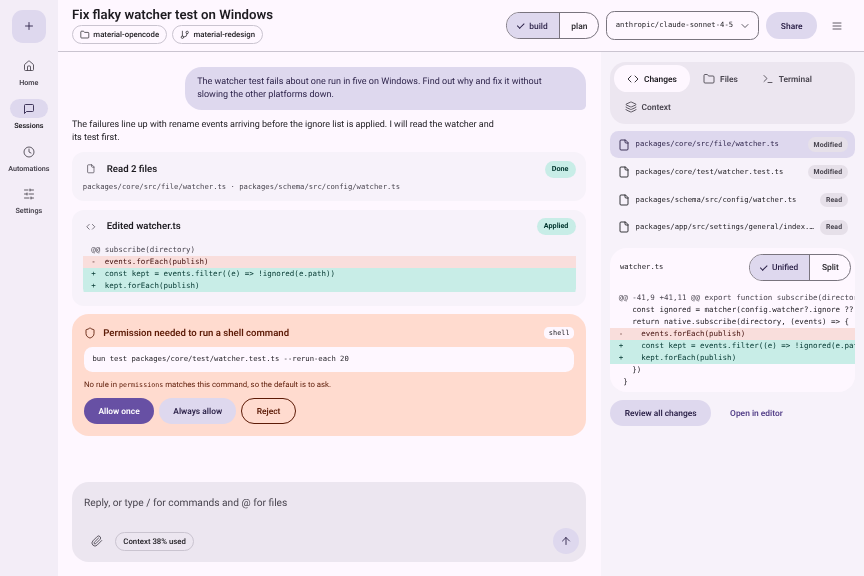 Fix flaky watcher test on Windows
material-opencode
material-redesign
build
plan
anthropic/claude-sonnet-4-5
Share
Home
Sessions
Automations
Settings
The watcher test fails about one run in five on Windows. Find out why and fix it without
slowing the other platforms down.
The failures line up with rename events arriving before the ignore list is applied. I will read the watcher and
its test first.
Read 2 files
Done
packages/core/src/file/watcher.ts · packages/schema/src/config/watcher.ts
Edited watcher.ts
Applied
@@ subscribe(directory)
- events.forEach(publish)
+ const kept = events.filter((e) => !ignored(e.path))
+ kept.forEach(publish)
Permission needed to run a shell command
shell
bun test packages/core/test/watcher.test.ts --rerun-each 20
No rule in permissions matches this command, so the default is to ask.
Allow once
Always allow
Reject
Reply, or type / for commands and @ for files
Context 38% used
Changes
Files
Terminal
Context
packages/core/src/file/watcher.ts
Modified
packages/core/test/watcher.test.ts
Modified
packages/schema/src/config/watcher.ts
Read
packages/app/src/settings/general/index.…
Read
watcher.ts
Unified
Split
@@ -41,9 +41,11 @@ export function subscribe(director
const ignored = matcher(config.watcher?.ignore ??
return native.subscribe(directory, (events) => {
- events.forEach(publish)
+ const kept = events.filter((e) => !ignored(e.pat
+ kept.forEach(publish)
})
}
Review all changes
Open in editor